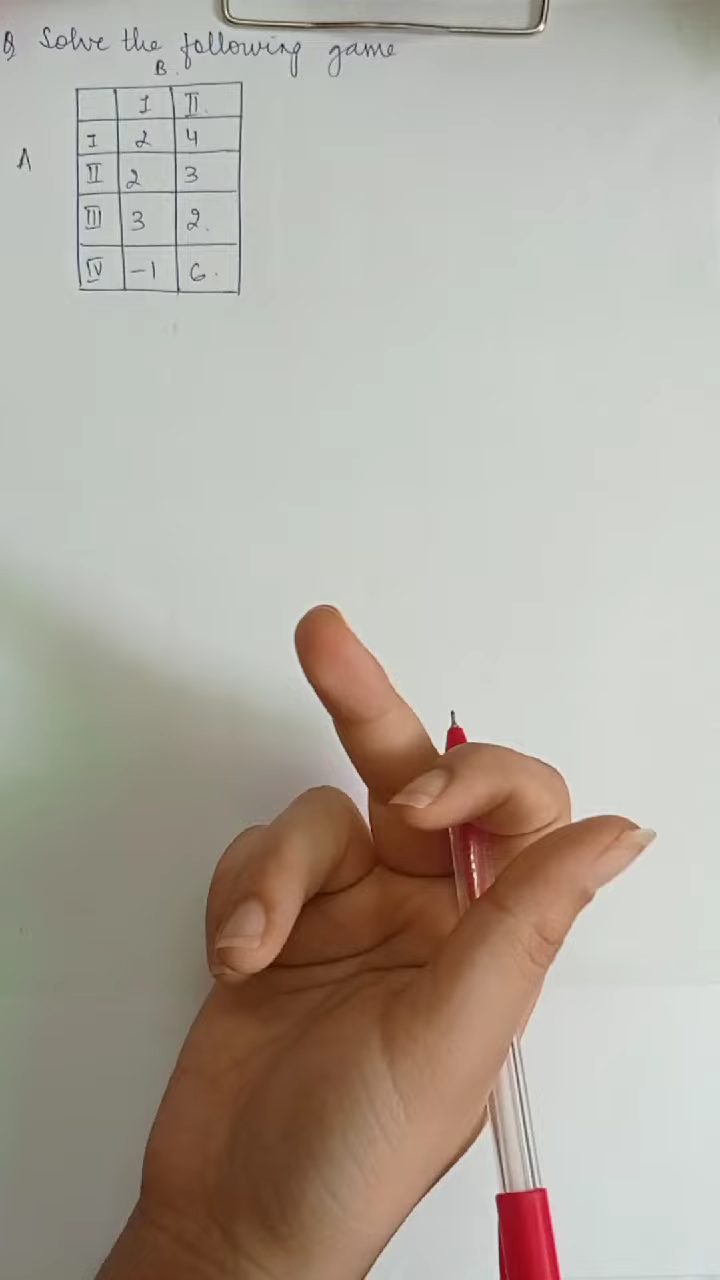 Q Solve the following game
B.
I II.
A
I 2 4
II 2 3
III 3 2.
IV -1 6.